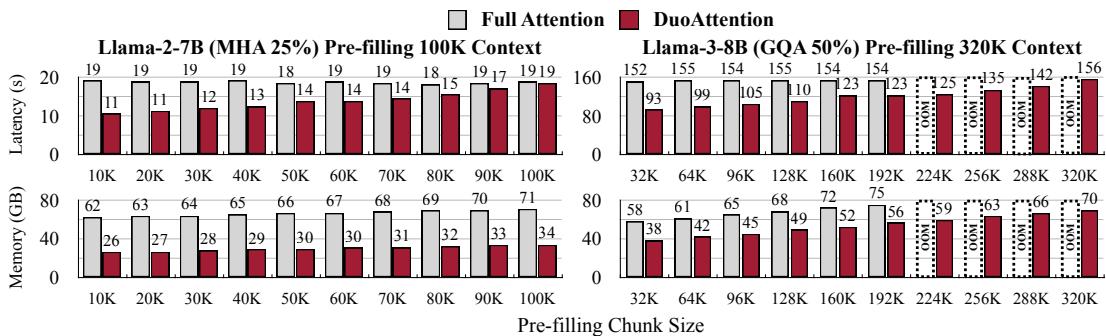 Full Attention DuoAttention
Llama-2-7B (MHA 25%) Pre-filling 100K Context
Latency (s)
20
10
0
19 11 19 11 19 12 19 13 18 14 19 14 19 14 18 15 19 17 19 19
10K 20K 30K 40K 50K 60K 70K 80K 90K 100K
Memory (GB)
80
40
0
62 26 63 27 64 28 65 29 66 30 67 30 68 31 69 32 70 33 71 34
10K 20K 30K 40K 50K 60K 70K 80K 90K 100K
Llama-3-8B (GQA 50%) Pre-filling 320K Context
160
120
80
40
0
152 93 155 99 154 105 155 110 154 123 154 123 OOM 125 OOM 135 OOM 142 OOM 156
32K 64K 96K 128K 160K 192K 224K 256K 288K 320K
80
40
0
58 38 61 42 65 45 68 49 72 52 75 56 OOM 59 OOM 63 OOM 66 OOM 70
32K 64K 96K 128K 160K 192K 224K 256K 288K 320K
Pre-filling Chunk Size